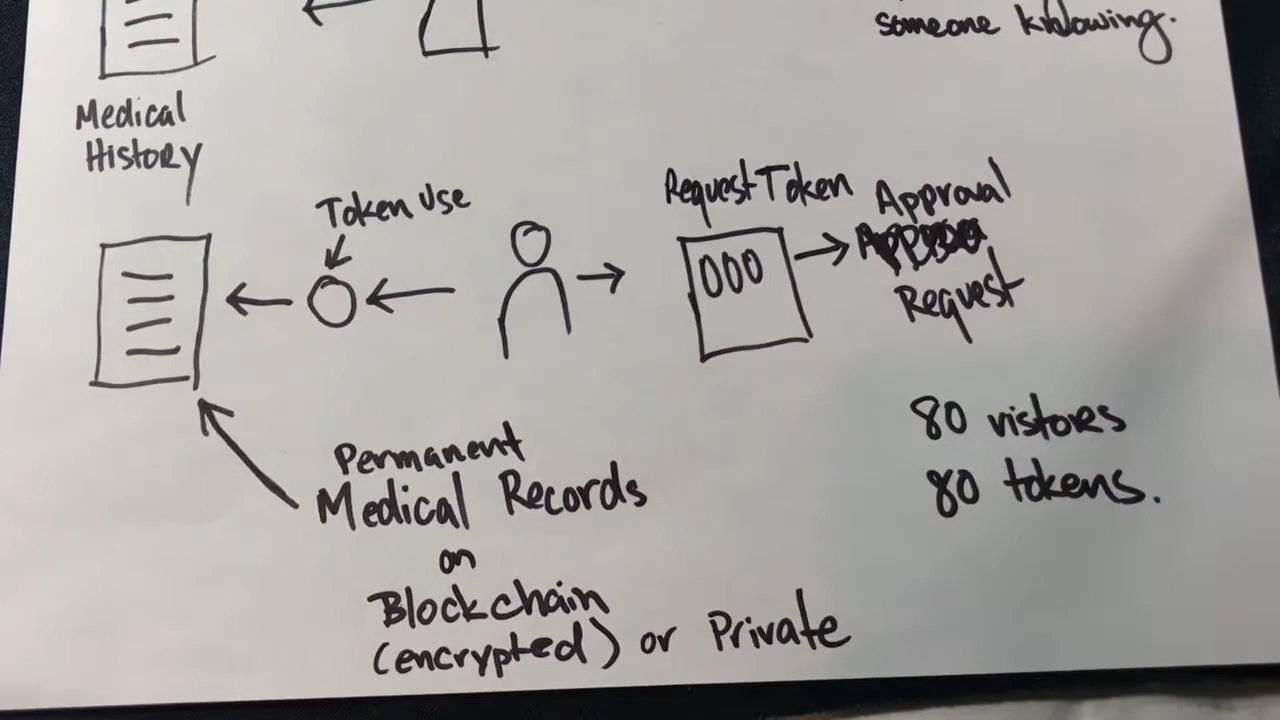 someone knowing.
Medical
History
Token Use
Request Token
Approval
Request
000
80 vistores
80 tokens.
Permanent
Medical Records
on
Blockchain
(encrypted) or Private